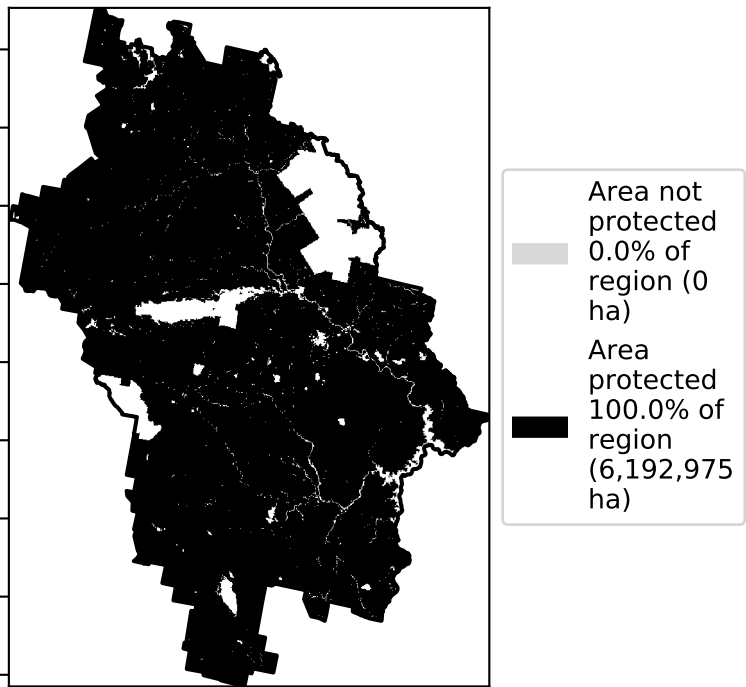 Area not
protected
0.0% of
region (0
ha)
Area
protected
100.0% of
region
(6,192,975
ha)